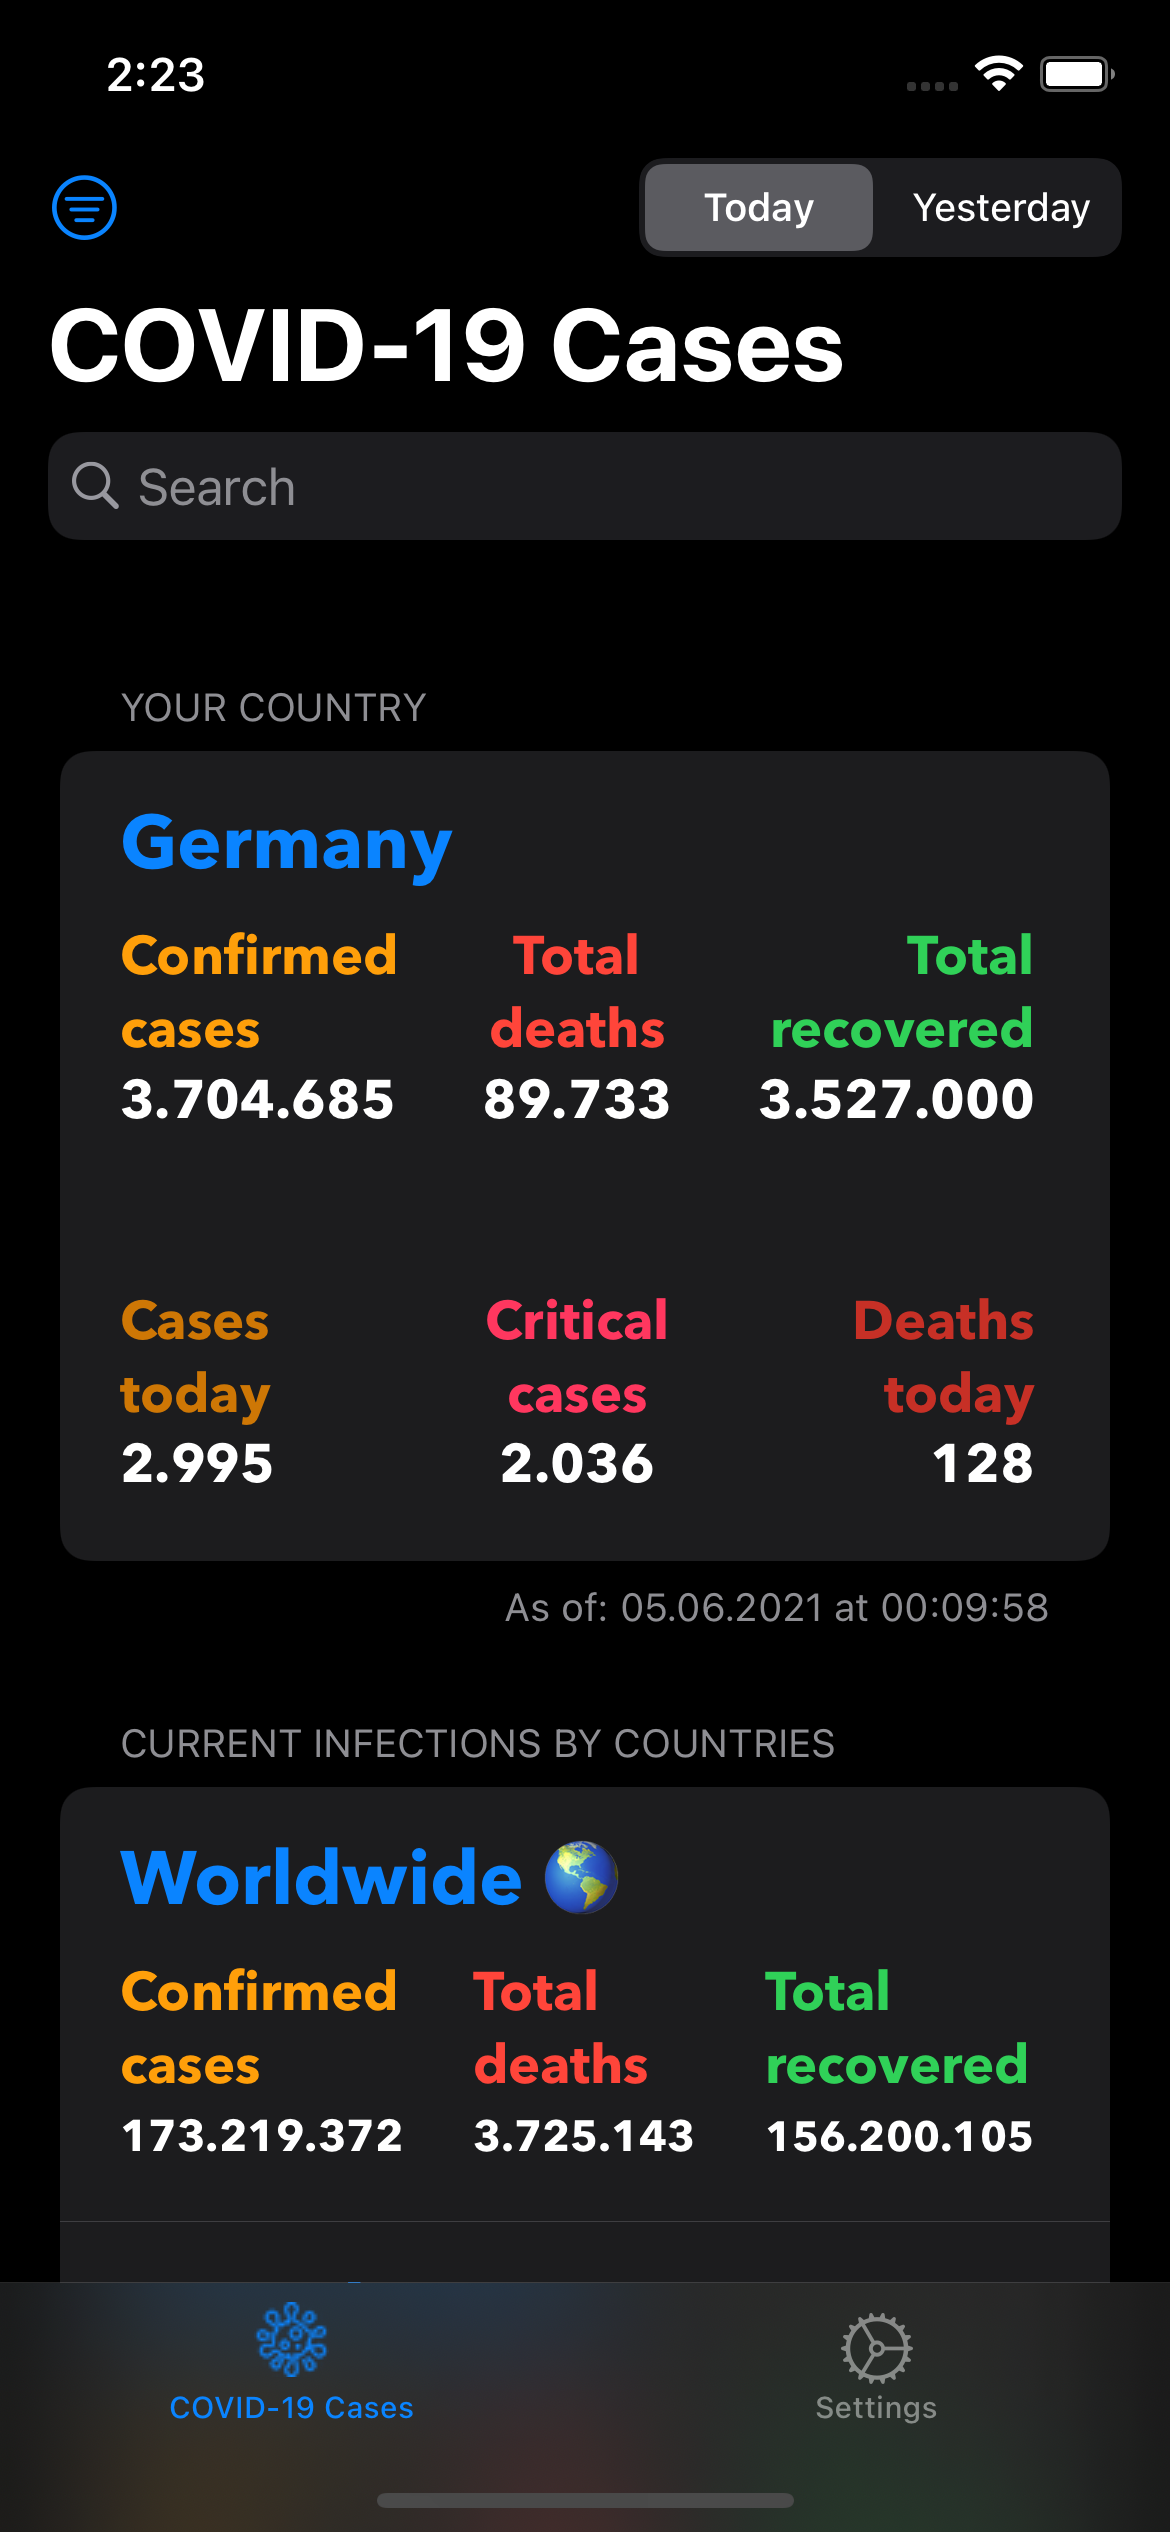 2:23
Today Yesterday
COVID-19 Cases
Search
YOUR COUNTRY
Germany
Confirmed Total Total
cases deaths recovered
3.704.685 89.733 3.527.000
Cases Critical Deaths
today cases today
2.995 2.036 128
As of: 05.06.2021 at 00:09:58
CURRENT INFECTIONS BY COUNTRIES
Worldwide 🌎
Confirmed Total Total
cases deaths recovered
173.219.372 3.725.143 156.200.105
COVID-19 Cases Settings